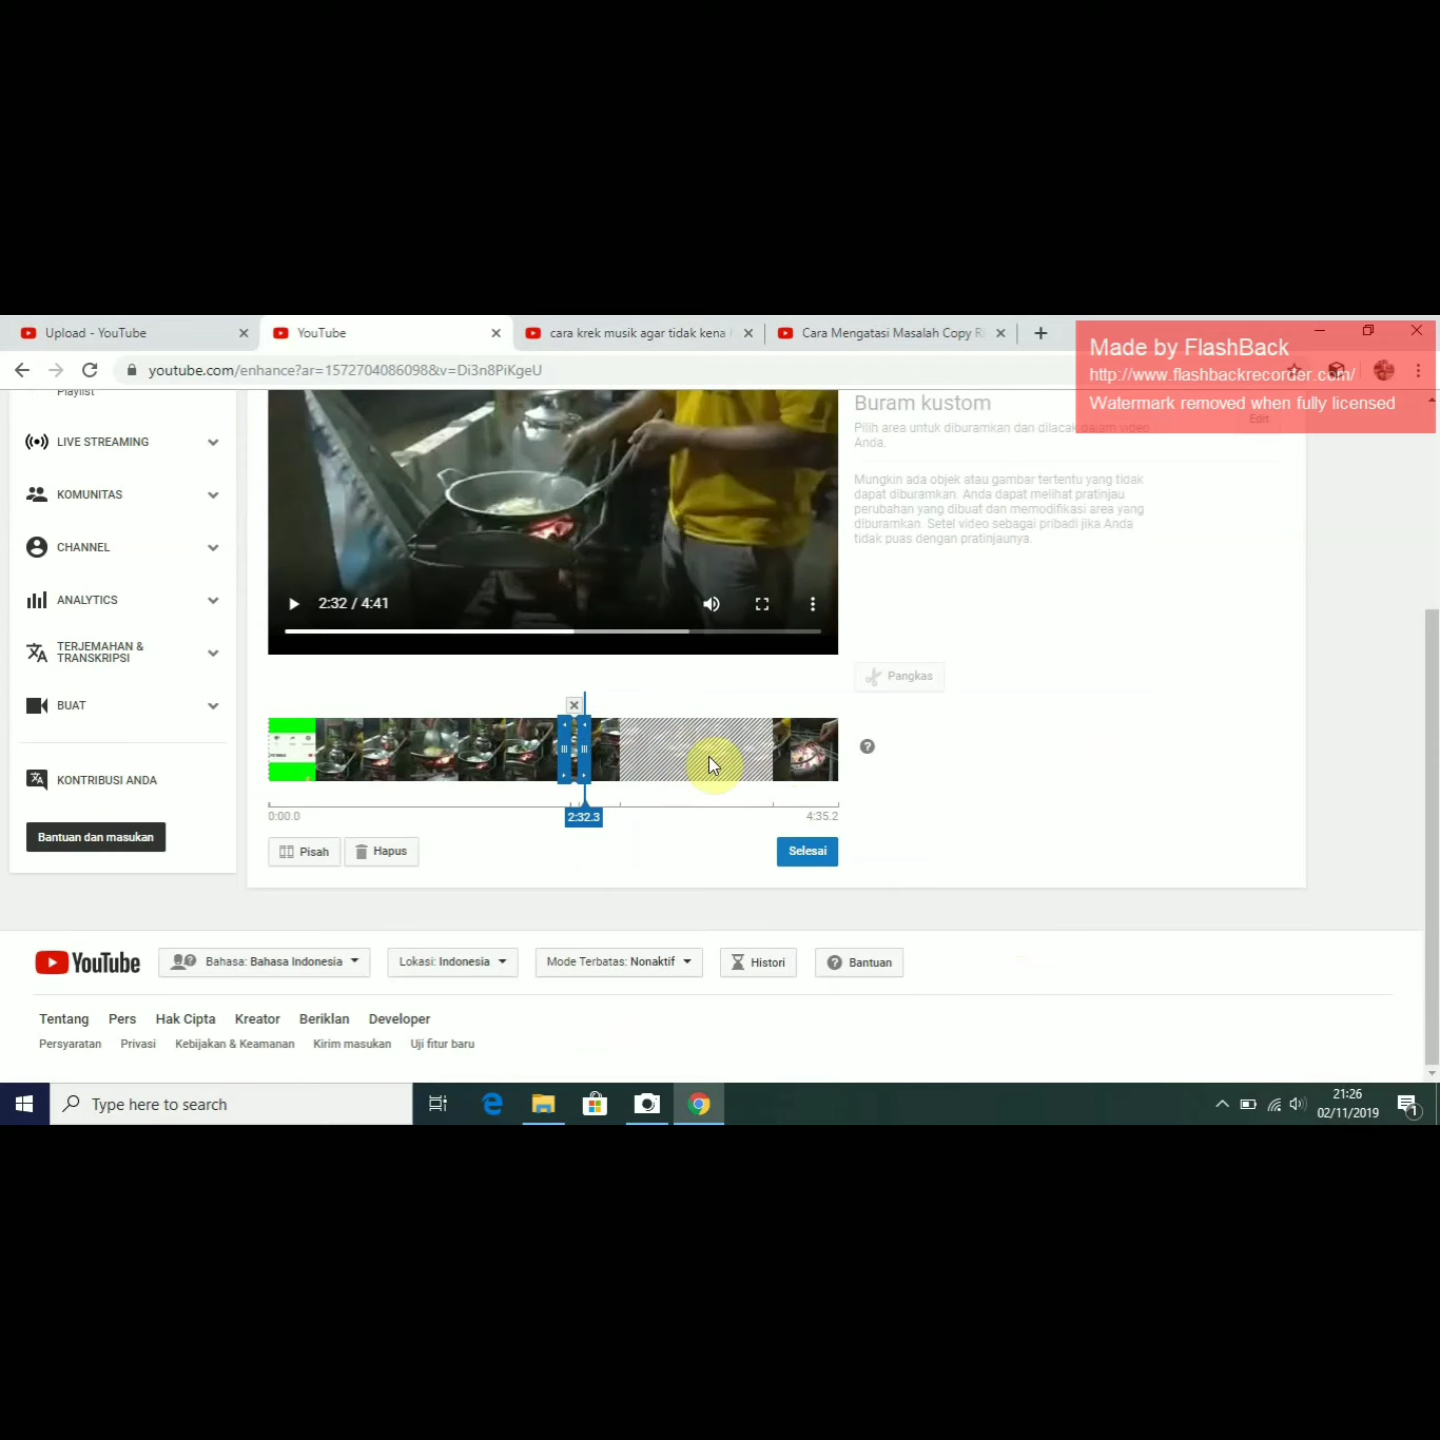 Upload - YouTube
YouTube
cara krek musik agar tidak kena
Cara Mengatasi Masalah Copy R
Made by FlashBack
http://www.flashbackrecorder.com/
Watermark removed when fully licensed
youtube.com/enhance?ar=1572704086098&v=Di3n8PiKgeU
Playlist
LIVE STREAMING
KOMUNITAS
CHANNEL
ANALYTICS
TERJEMAHAN &
TRANSKRIPSI
BUAT
KONTRIBUSI ANDA
Bantuan dan masukan
2:32 / 4:41
Buram kustom
Edit
Pilih area untuk diburamkan dan dilacak dalam video
Anda.
Mungkin ada objek atau gambar tertentu yang tidak
dapat diburamkan. Anda dapat melihat pratinjau
perubahan yang dibuat dan memodifikasi area yang
diburamkan. Setel video sebagai pribadi jika Anda
tidak puas dengan pratinjaunya.
Pangkas
0:00.0
2:32.3
4:35.2
Pisah
Hapus
Selesai
YouTube
Bahasa: Bahasa Indonesia
Lokasi: Indonesia
Mode Terbatas: Nonaktif
Histori
Bantuan
Tentang Pers Hak Cipta Kreator Beriklan Developer
Persyaratan Privasi Kebijakan & Keamanan Kirim masukan Uji fitur baru
Type here to search
21:26
02/11/2019
1